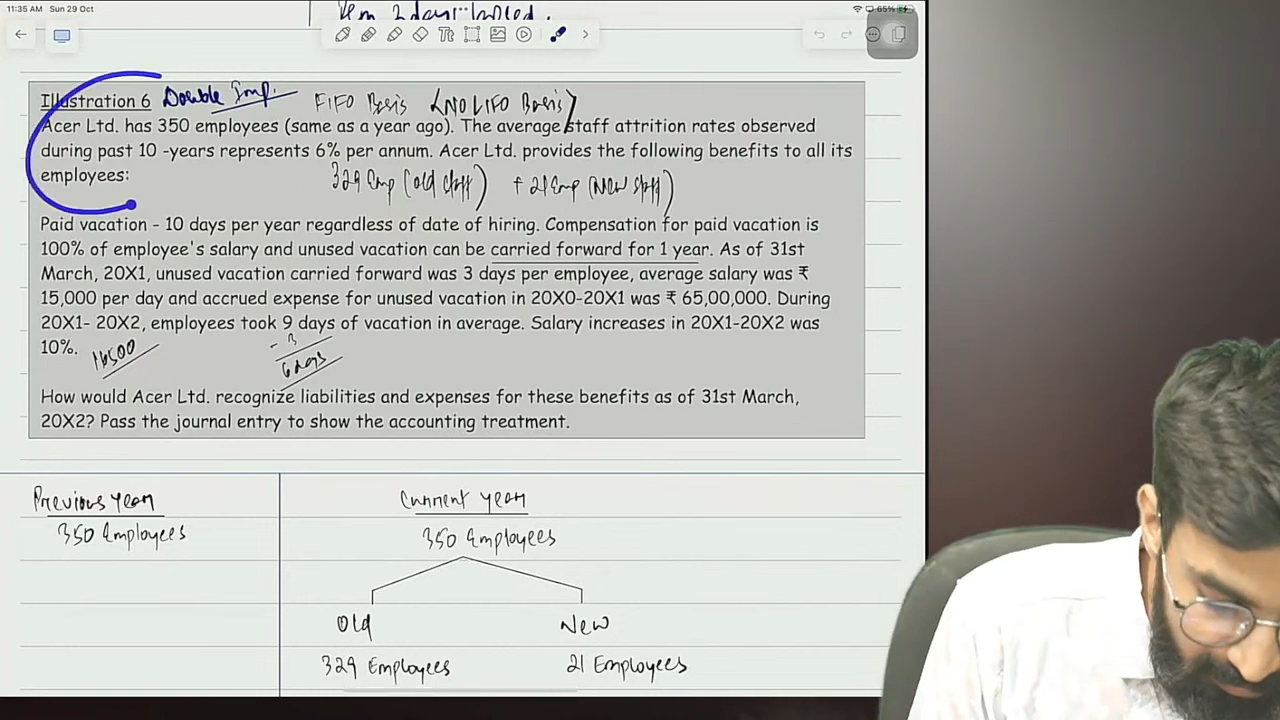 11:35 AM Sun 29 Oct
65%
Illustration 6 Double Imp. FIFO Basis (NO LIFO Basis)
Acer Ltd. has 350 employees (same as a year ago). The average staff attrition rates observed
during past 10 -years represents 6% per annum. Acer Ltd. provides the following benefits to all its
employees:
329 Emp (Old Staff) + 21 Emp (New Staff)
Paid vacation - 10 days per year regardless of date of hiring. Compensation for paid vacation is
100% of employee's salary and unused vacation can be carried forward for 1 year. As of 31st
March, 20X1, unused vacation carried forward was 3 days per employee, average salary was ₹
15,000 per day and accrued expense for unused vacation in 20X0-20X1 was ₹ 65,00,000. During
20X1- 20X2, employees took 9 days of vacation in average. Salary increases in 20X1-20X2 was
10%. 16500
- 3
6 days
How would Acer Ltd. recognize liabilities and expenses for these benefits as of 31st March,
20X2? Pass the journal entry to show the accounting treatment.
Previous year
Current year
350 Employees
350 Employees
Old
New
329 Employees
21 Employees